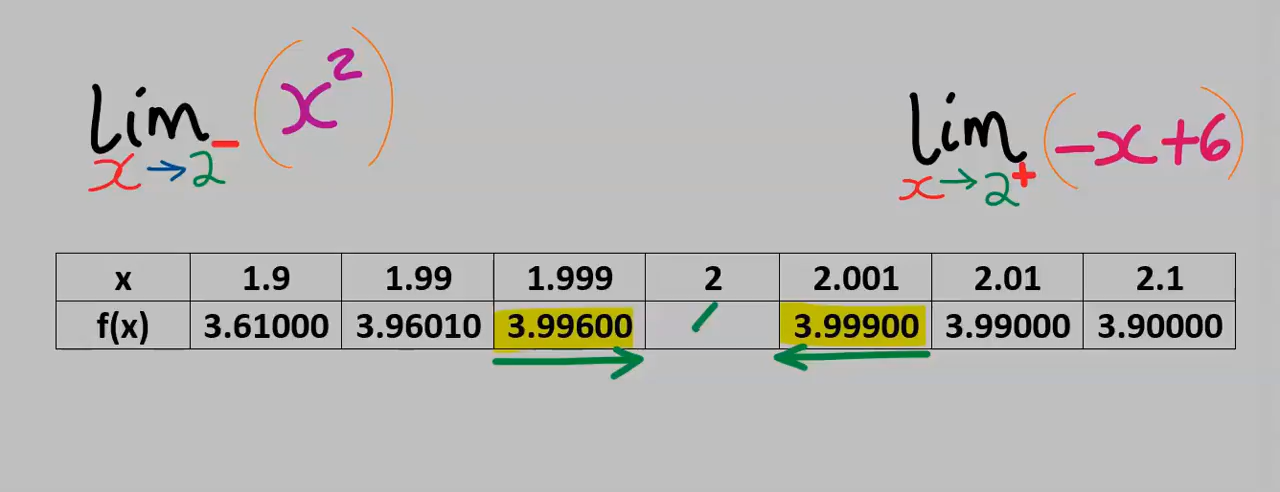 lim x→2⁻ (x²)
lim x→2⁺ (-x+6)
x 1.9 1.99 1.999 2 2.001 2.01 2.1
f(x) 3.61000 3.96010 3.99600 3.99900 3.99000 3.90000